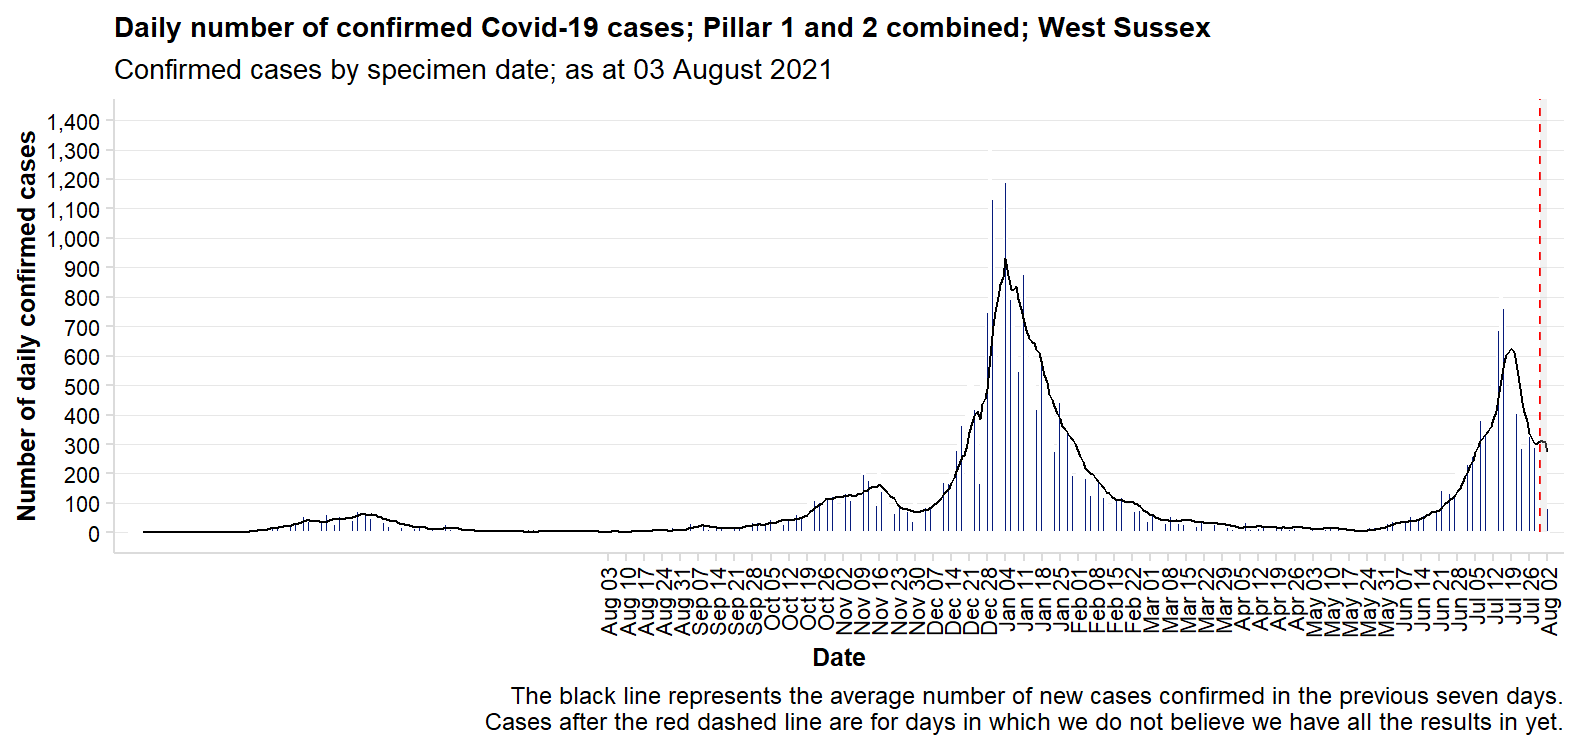 Daily number of confirmed Covid-19 cases; Pillar 1 and 2 combined; West Sussex
Confirmed cases by specimen date; as at 03 August 2021
Number of daily confirmed cases
1,400
1,300
1,200
1,100
1,000
900
800
700
600
500
400
300
200
100
0
Aug 03
Aug 10
Aug 17
Aug 24
Aug 31
Sep 07
Sep 14
Sep 21
Sep 28
Oct 05
Oct 12
Oct 19
Oct 26
Nov 02
Nov 09
Nov 16
Nov 23
Nov 30
Dec 07
Dec 14
Dec 21
Dec 28
Jan 04
Jan 11
Jan 18
Jan 25
Feb 01
Feb 08
Feb 15
Feb 22
Mar 01
Mar 08
Mar 15
Mar 22
Mar 29
Apr 05
Apr 12
Apr 19
Apr 26
May 03
May 10
May 17
May 24
May 31
Jun 07
Jun 14
Jun 21
Jun 28
Jul 05
Jul 12
Jul 19
Jul 26
Aug 02
Date
The black line represents the average number of new cases confirmed in the previous seven days.
Cases after the red dashed line are for days in which we do not believe we have all the results in yet.